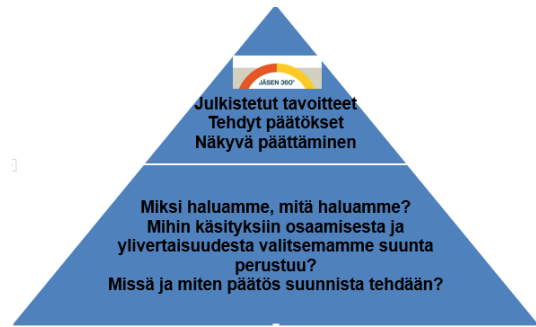 JÄSEN 360°
Julkistetut tavoitteet
Tehdyt päätökset
Näkyvä päättäminen
Miksi haluamme, mitä haluamme?
Mihin käsityksiin osaamisesta ja
ylivertaisuudesta valitsemamme suunta
perustuu?
Missä ja miten päätös suunnista tehdään?